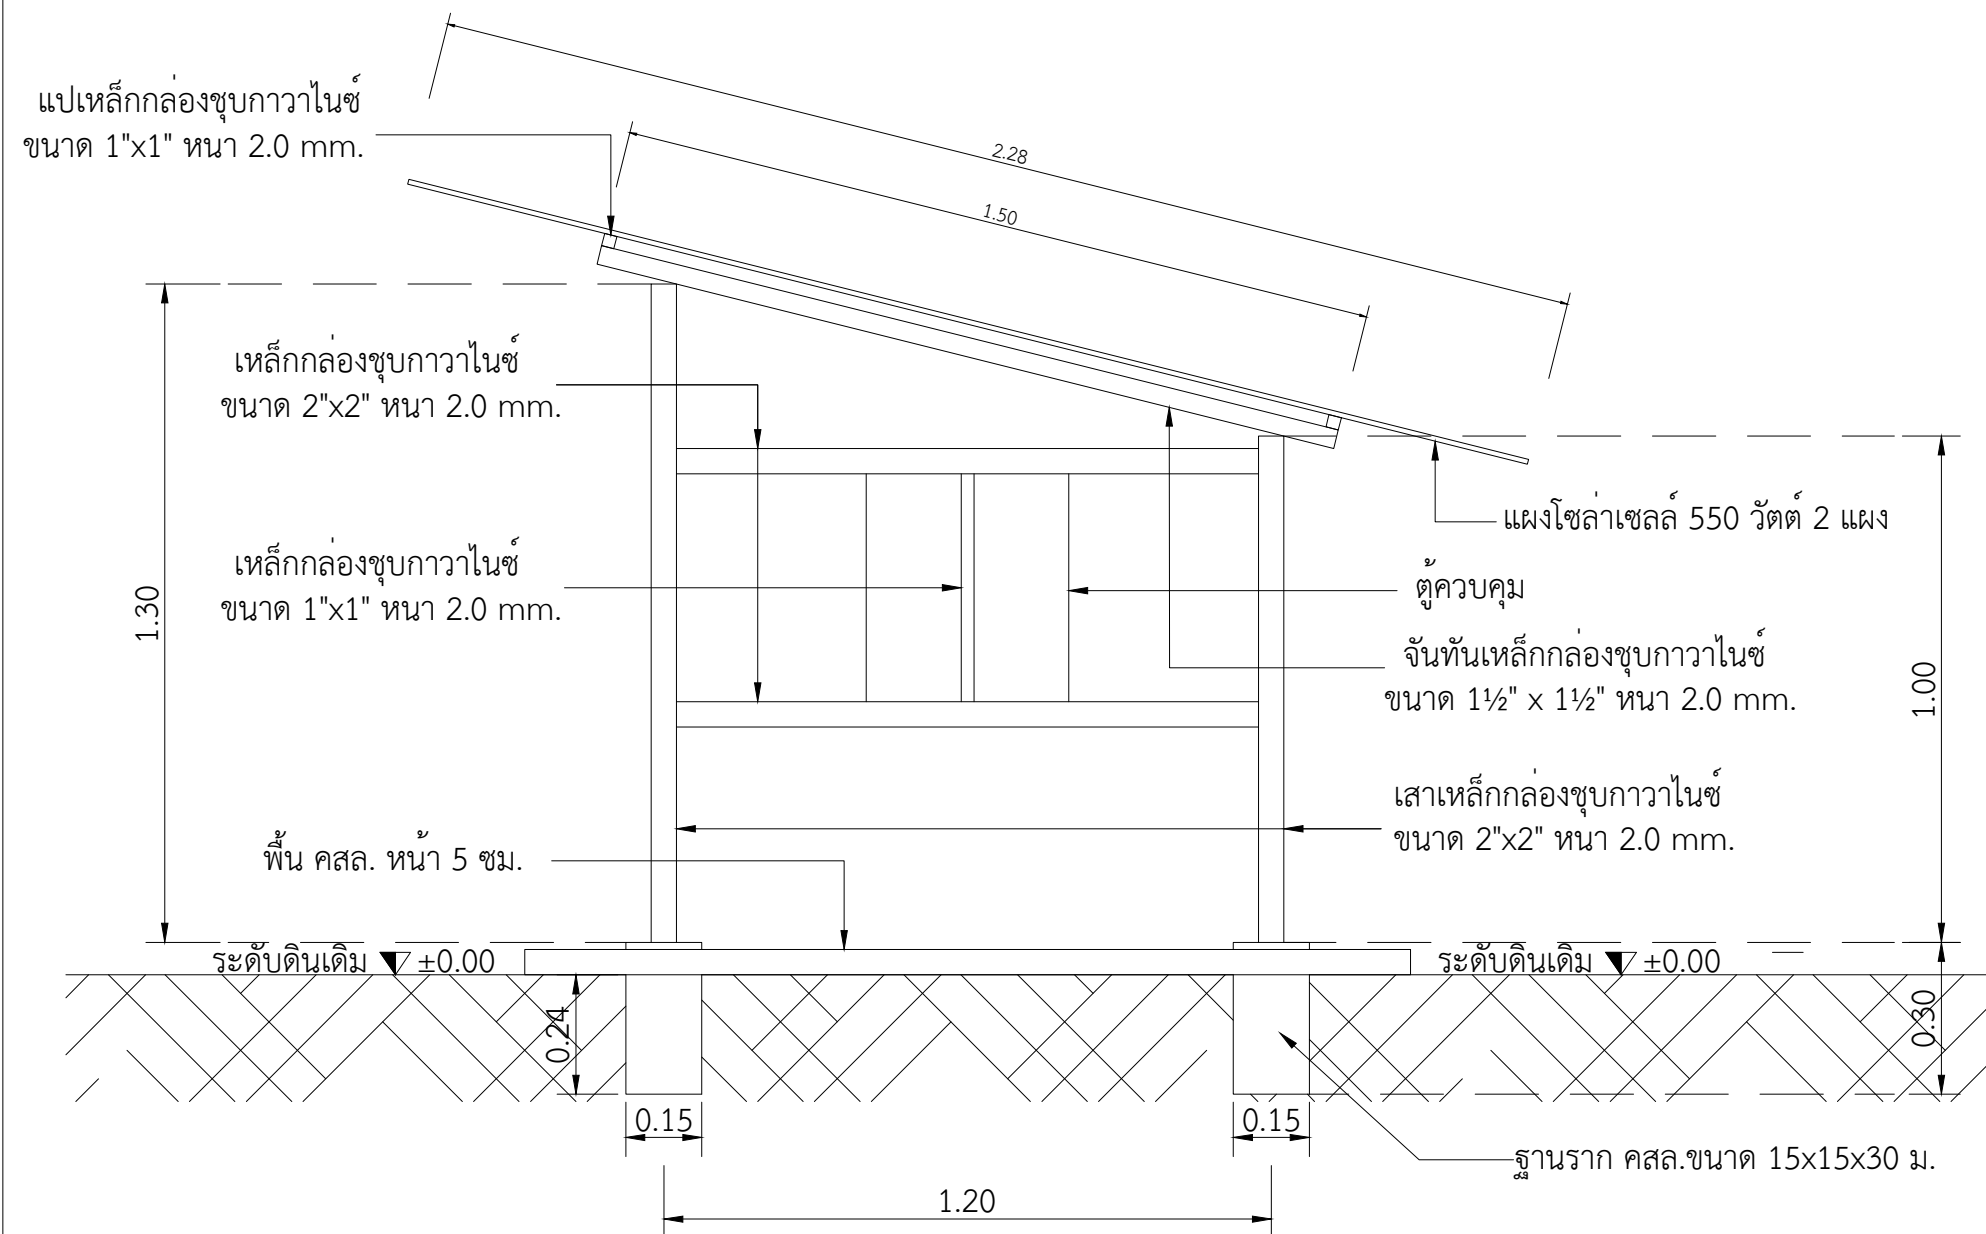 แปเหล็กกล่องชุบกาวาไนซ์
ขนาด 1"x1" หนา 2.0 mm.
2.28
1.50
เหล็กกล่องชุบกาวาไนซ์
ขนาด 2"x2" หนา 2.0 mm.
แผงโซล่าเซลล์ 550 วัตต์ 2 แผง
เหล็กกล่องชุบกาวาไนซ์
ขนาด 1"x1" หนา 2.0 mm.
ตู้ควบคุม
1.30
จันทันเหล็กกล่องชุบกาวาไนซ์
ขนาด 1½" x 1½" หนา 2.0 mm.
1.00
เสาเหล็กกล่องชุบกาวาไนซ์
ขนาด 2"x2" หนา 2.0 mm.
พื้น คสล. หน้า 5 ซม.
ระดับดินเดิม ±0.00
ระดับดินเดิม ±0.00
0.24
0.30
0.15
0.15
ฐานราก คสล.ขนาด 15x15x30 ม.
1.20